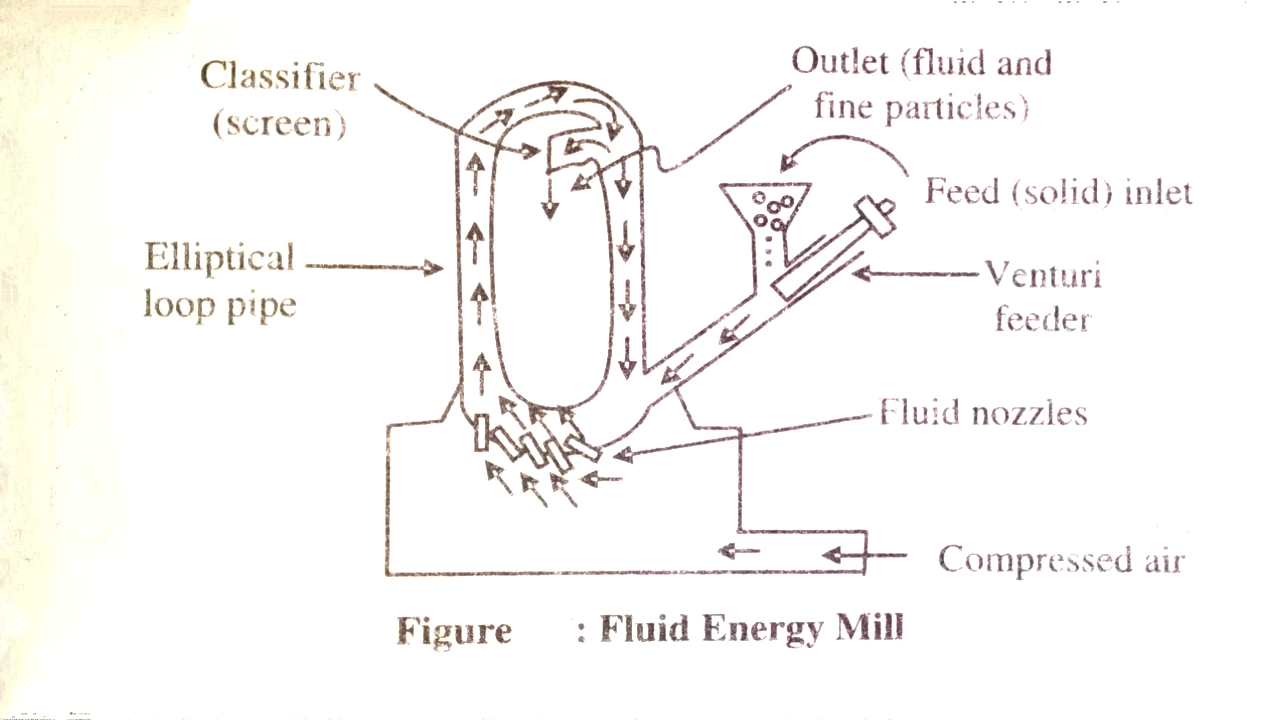 Classifier
(screen)
Outlet (fluid and
fine particles)
Feed (solid) inlet
Elliptical
loop pipe
Venturi
feeder
Fluid nozzles
Compressed air
Figure : Fluid Energy Mill